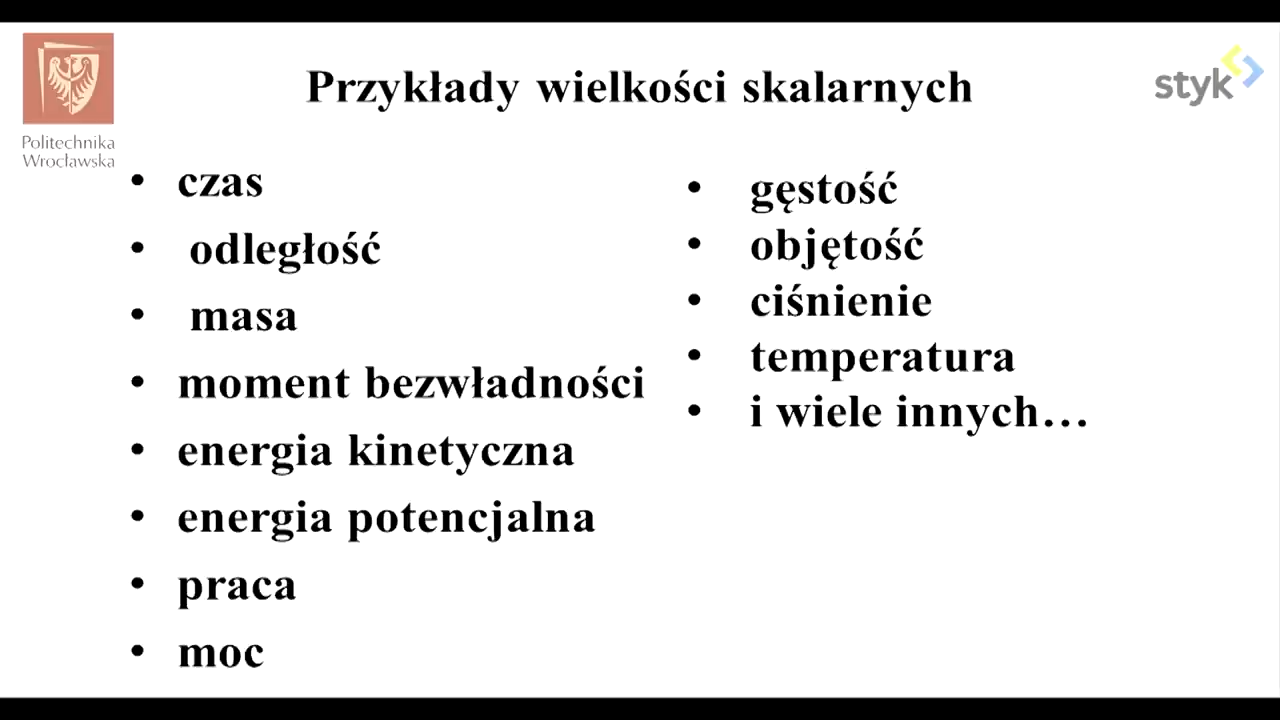 Politechnika
Wrocławska
Przykłady wielkości skalarnych
styk
• czas
• odległość
• masa
• moment bezwładności
• energia kinetyczna
• energia potencjalna
• praca
• moc
• gęstość
• objętość
• ciśnienie
• temperatura
• i wiele innych…